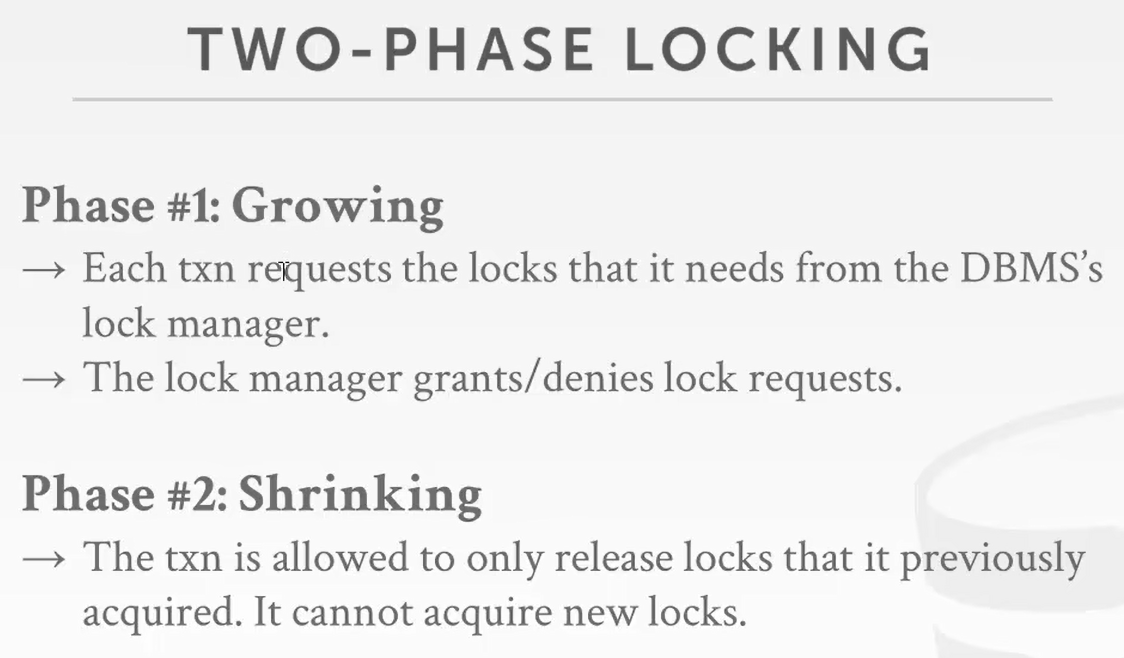 TWO-PHASE LOCKING
Phase #1: Growing
→ Each txn requests the locks that it needs from the DBMS’s
lock manager.
→ The lock manager grants/denies lock requests.
Phase #2: Shrinking
→ The txn is allowed to only release locks that it previously
acquired. It cannot acquire new locks.